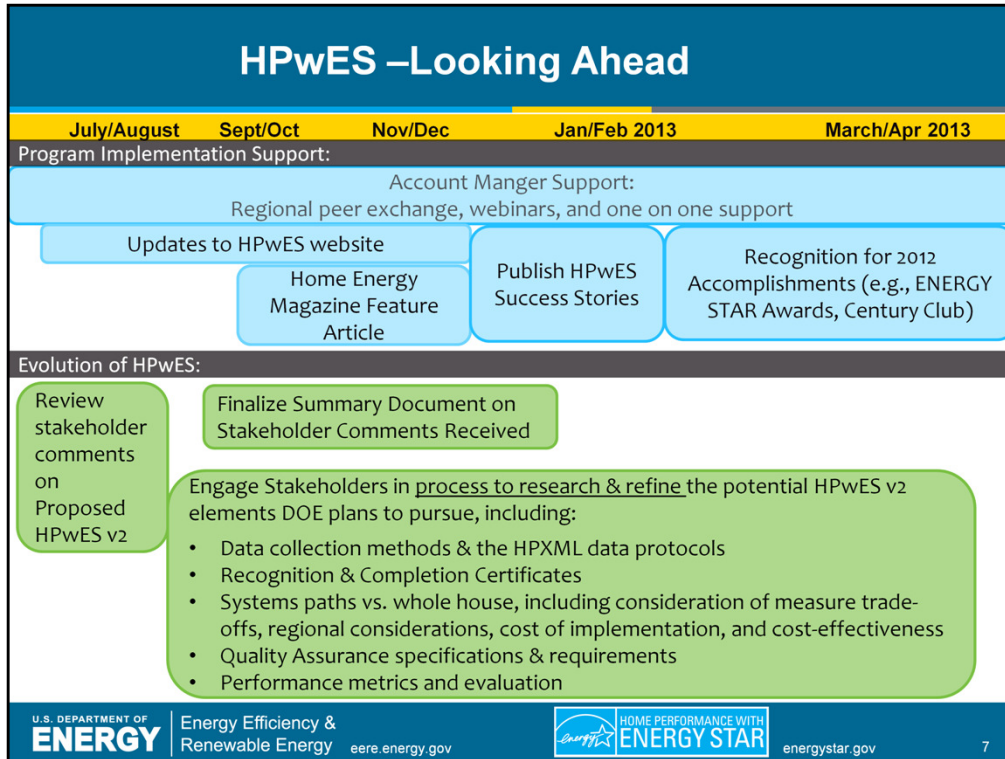 HPwES –Looking Ahead
July/August Sept/Oct Nov/Dec Jan/Feb 2013 March/Apr 2013
Program Implementation Support:
Account Manger Support:
Regional peer exchange, webinars, and one on one support
Updates to HPwES website
Home Energy
Magazine Feature
Article
Publish HPwES
Success Stories
Recognition for 2012
Accomplishments (e.g., ENERGY
STAR Awards, Century Club)
Evolution of HPwES:
Review
stakeholder
comments
on
Proposed
HPwES v2
Finalize Summary Document on
Stakeholder Comments Received
Engage Stakeholders in process to research & refine the potential HPwES v2
elements DOE plans to pursue, including:
• Data collection methods & the HPXML data protocols
• Recognition & Completion Certificates
• Systems paths vs. whole house, including consideration of measure trade-
offs, regional considerations, cost of implementation, and cost-effectiveness
• Quality Assurance specifications & requirements
• Performance metrics and evaluation
U.S. DEPARTMENT OF
ENERGY
Energy Efficiency &
Renewable Energy
eere.energy.gov
energy
HOME PERFORMANCE WITH
ENERGY STAR
energystar.gov
7